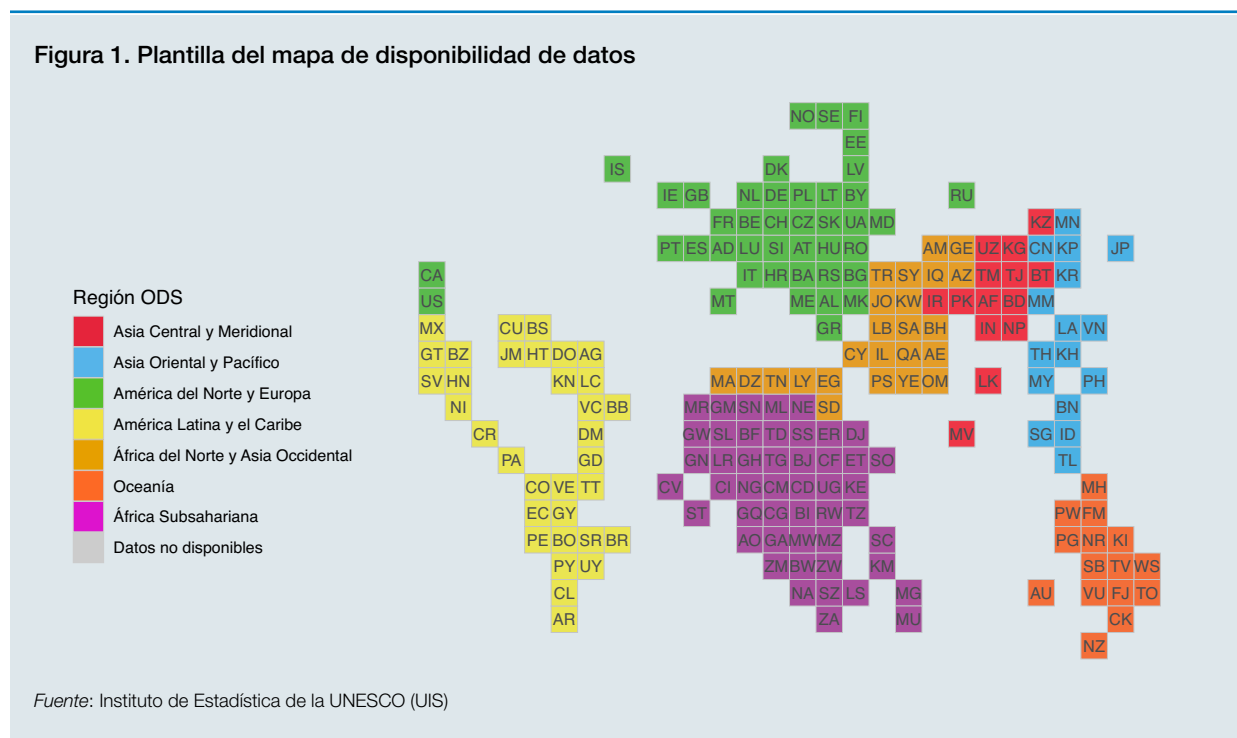 Figura 1. Plantilla del mapa de disponibilidad de datos
NO SE FI
EE
IS DK LV
IE GB NL DE PL LT BY RU
FR BE CH CZ SK UA MD KZ MN
PT ES AD LU SI AT HU RO AM GE UZ KG CN KP JP
CA IT HR BA RS BG TR SY IQ AZ TM TJ BT KR
US MT ME AL MK JO KW IR PK AF BD MM
MX CU BS GR LB SA BH IN NP LA VN
GT BZ JM HT DO AG CY IL QA AE TH KH
SV HN KN LC MA DZ TN LY EG PS YE OM LK MY PH
NI VC BB MR GM SN ML NE SD BN
CR DM GW SL BF TD SS ER DJ MV SG ID
PA GD GN LR GH TG BJ CF ET SO TL
CO VE TT CV CI NG CM CD UG KE MH
EC GY ST GQ CG BI RW TZ PW FM
PE BO SR BR AO GA MW MZ SC PG NR KI
PY UY ZM BW ZW KM SB TV WS
CL NA SZ LS MG AU VU FJ TO
AR ZA MU CK
NZ
Región ODS
Asia Central y Meridional
Asia Oriental y Pacífico
América del Norte y Europa
América Latina y el Caribe
África del Norte y Asia Occidental
Oceanía
África Subsahariana
Datos no disponibles
Fuente: Instituto de Estadística de la UNESCO (UIS)